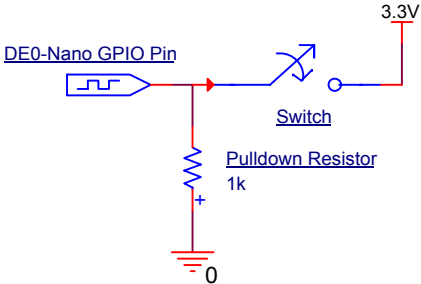 3.3V
DE0-Nano GPIO Pin
Switch
Pulldown Resistor
1k
+
0